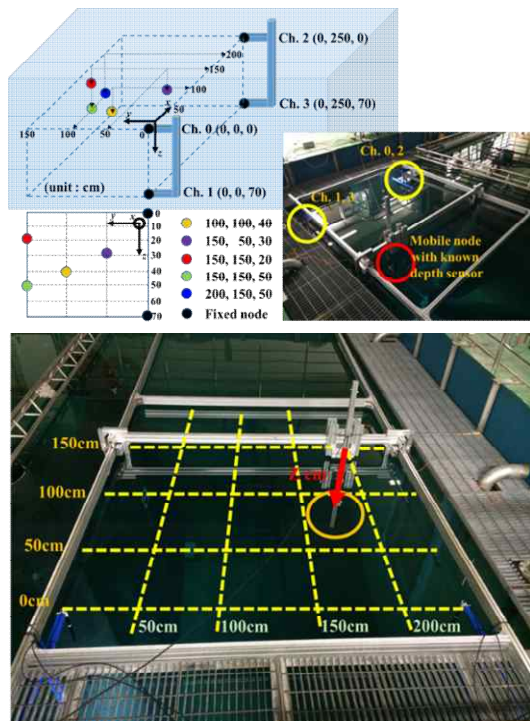 Ch. 2 (0, 250, 0)
200
150
Ch. 3 (0, 250, 70)
100
x
50
y
150
100
50
0
Ch. 0 (0, 0, 0)
z
(unit : cm)
Ch. 1 (0, 0, 70)
Ch. 0, 2
Ch. 1, 3
Mobile node
with known
depth sensor
y
x
z
0
10
20
30
40
50
60
70
100, 100, 40
150, 50, 30
150, 150, 20
150, 150, 50
200, 150, 50
Fixed node
150cm
100cm
50cm
0cm
Z cm
50cm
100cm
150cm
200cm